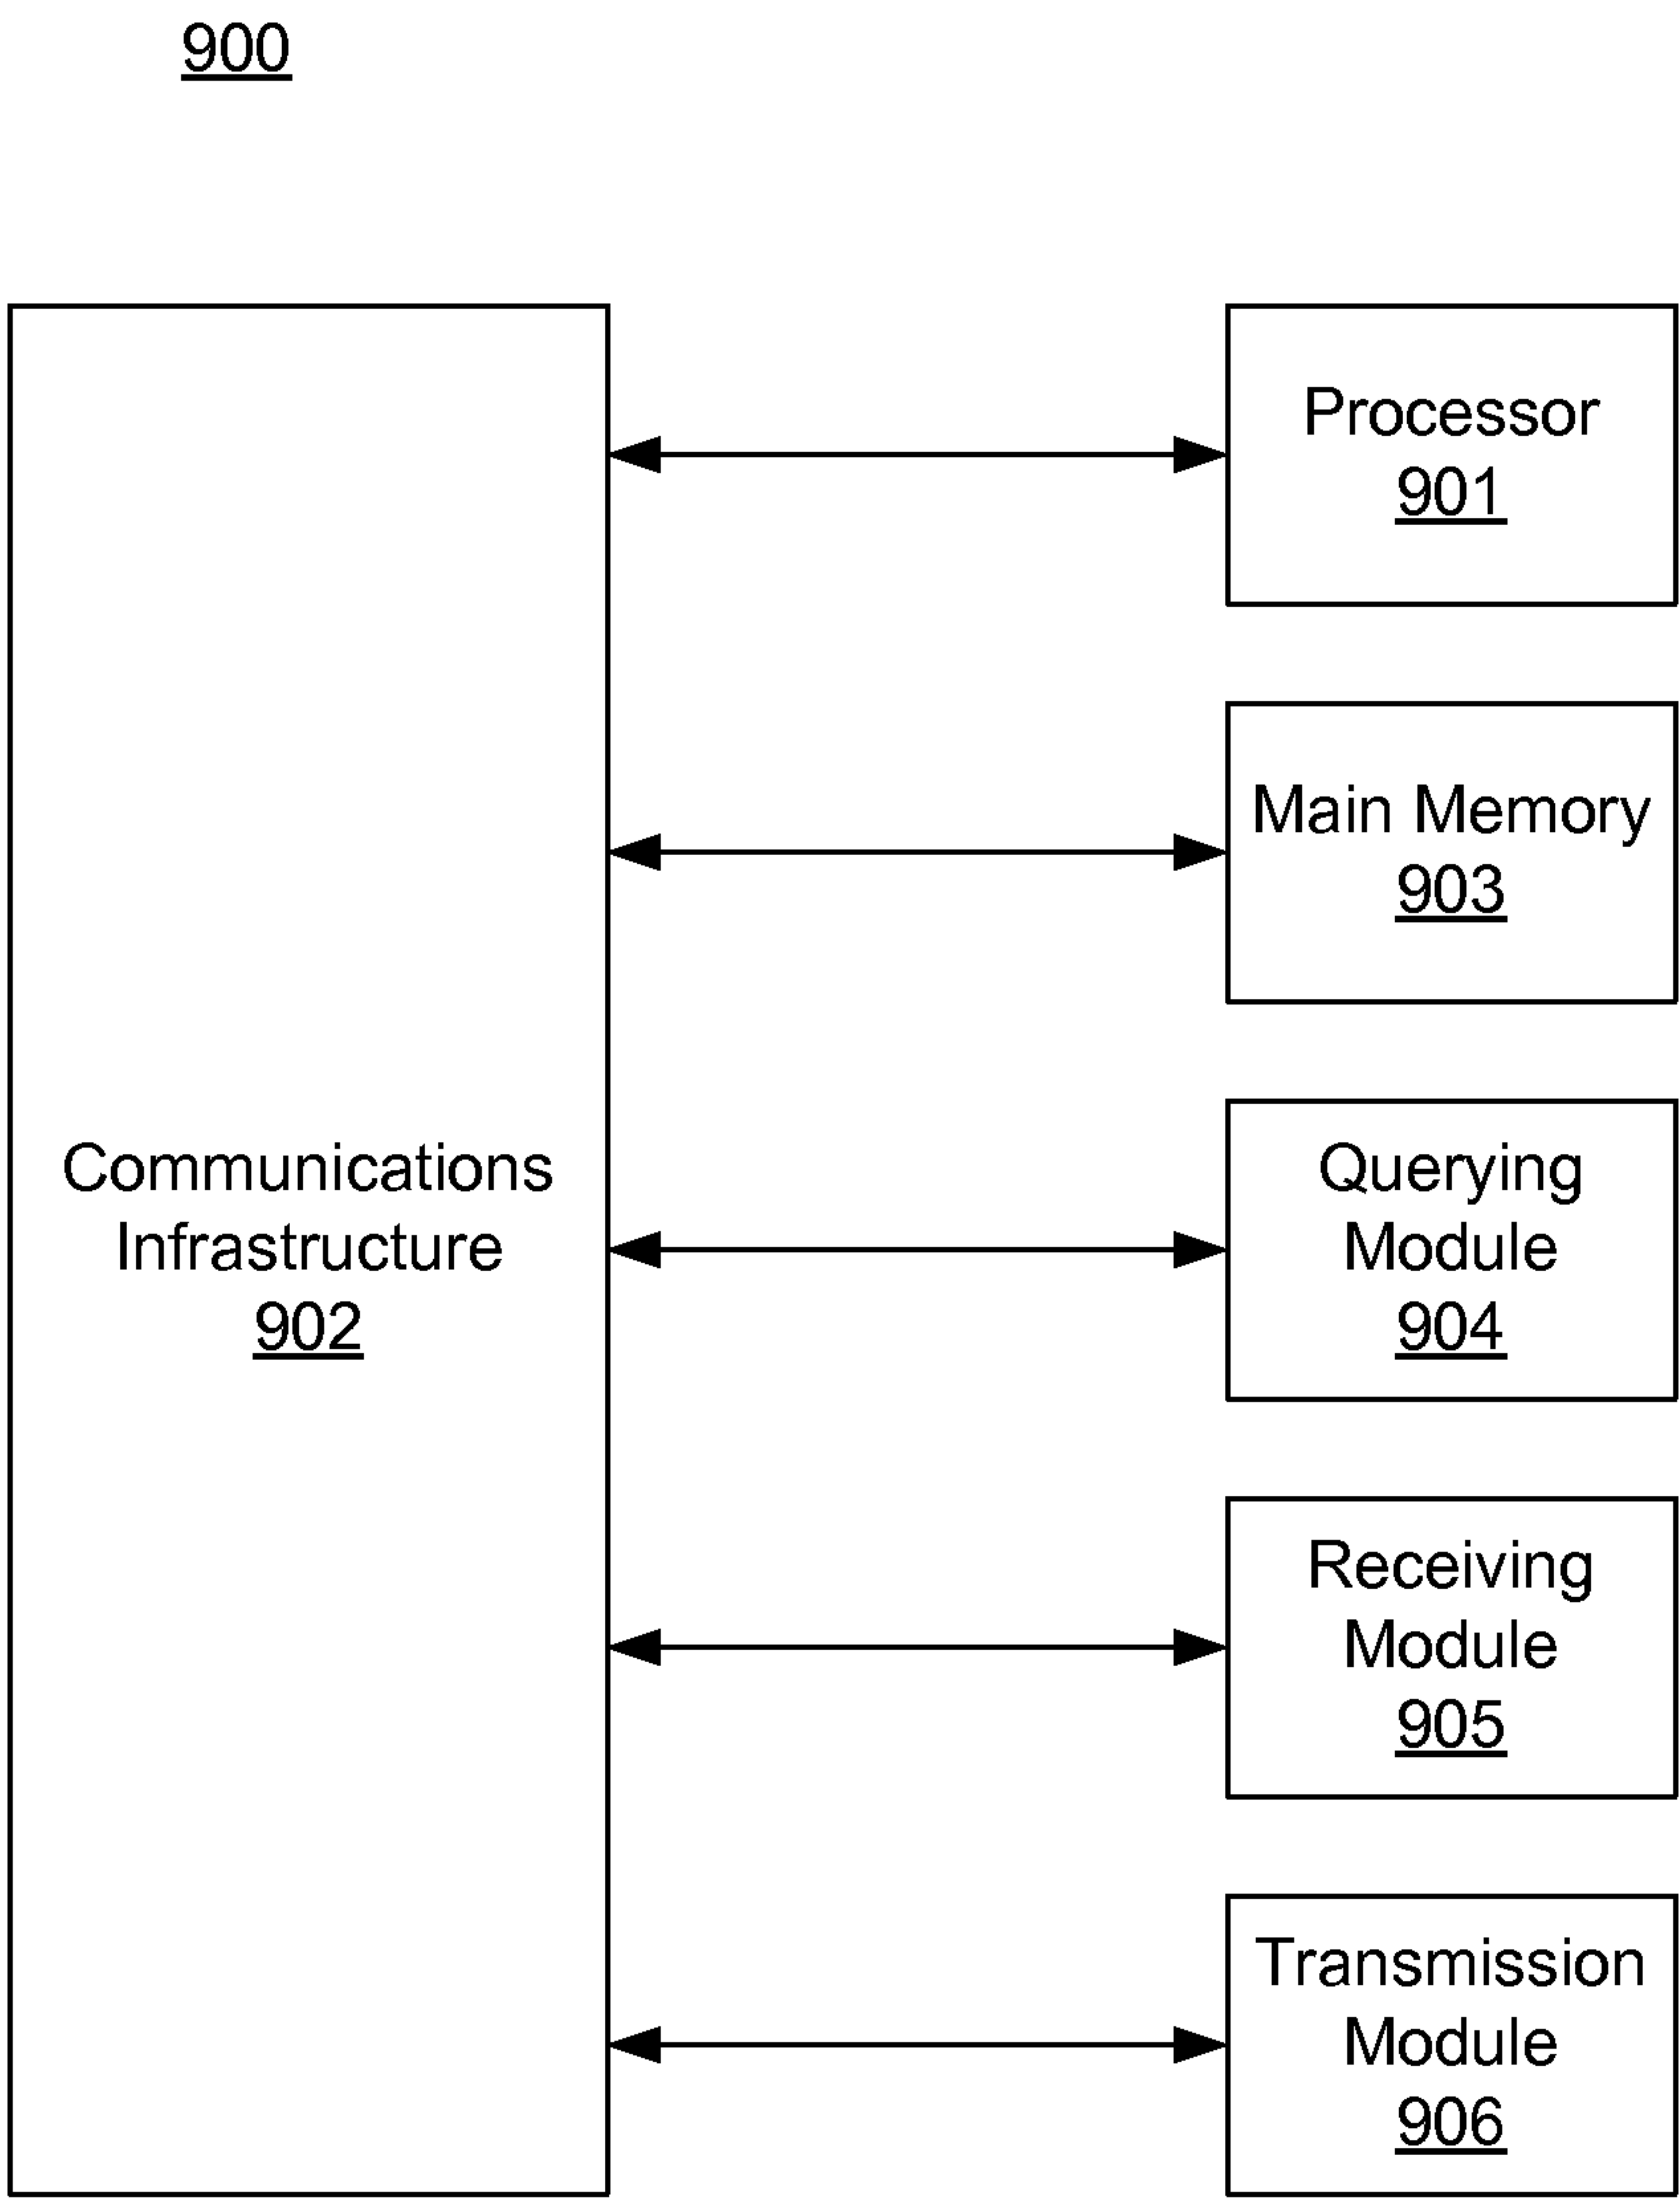 900
Processor
901
Main Memory
903
Communications
Infrastructure
902
Querying
Module
904
Receiving
Module
905
Transmission
Module
906